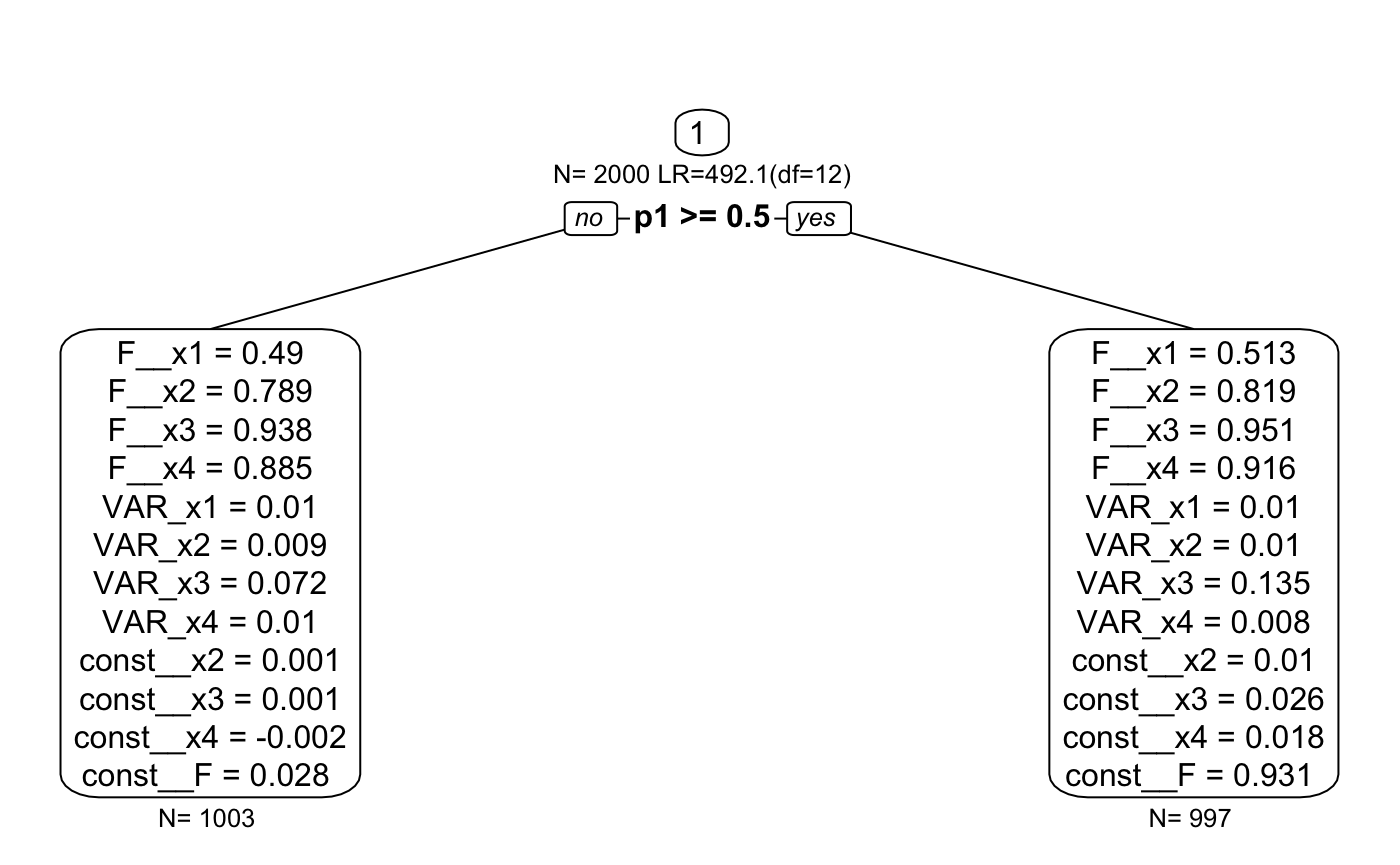 1
N= 2000 LR=492.1(df=12)
no p1 >= 0.5 yes
F__x1 = 0.49
F__x2 = 0.789
F__x3 = 0.938
F__x4 = 0.885
VAR_x1 = 0.01
VAR_x2 = 0.009
VAR_x3 = 0.072
VAR_x4 = 0.01
const__x2 = 0.001
const__x3 = 0.001
const__x4 = -0.002
const__F = 0.028
N= 1003
F__x1 = 0.513
F__x2 = 0.819
F__x3 = 0.951
F__x4 = 0.916
VAR_x1 = 0.01
VAR_x2 = 0.01
VAR_x3 = 0.135
VAR_x4 = 0.008
const__x2 = 0.01
const__x3 = 0.026
const__x4 = 0.018
const__F = 0.931
N= 997